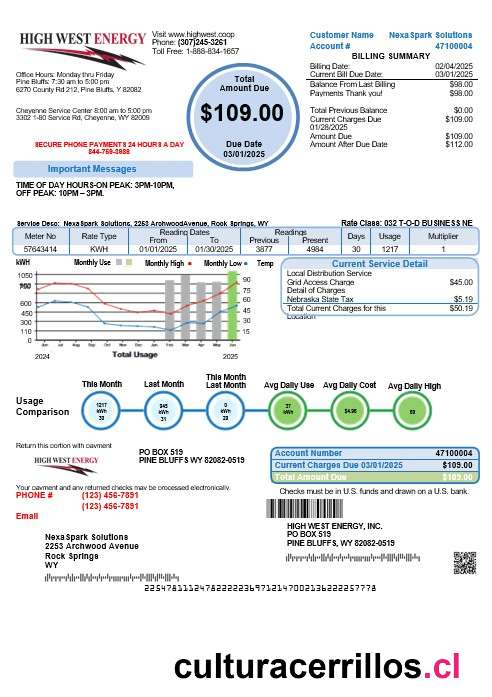 HIGH WEST ENERGY
Visit www.highwest.coop
Phone: (307)245-3261
Toll Free: 1-888-834-1657
Office Hours: Monday thru Friday
Pine Bluffs: 7:30 am to 5:00 pm
6270 County Rd 212, Pine Bluffs, Y 82082
Cheyenne Service Center 8:00 am to 5:00 pm
3302 1-80 Service Rd, Cheyenne, WY 82009
SECURE PHONE PAYMENTS 24 HOURS A DAY
844-759-3988
Important Messages
TIME OF DAY HOURS-ON PEAK: 3PM-10PM,
OFF PEAK: 10PM – 3PM.
Total
Amount Due
$109.00
Due Date
03/01/2025
Customer Name NexaSpark Solutions
Account # 47100004
BILLING SUMMARY
Billing Date: 02/04/2025
Current Bill Due Date: 03/01/2025
Balance From Last Billing $98.00
Payments Thank you! $98.00
Total Previous Balance $0.00
Current Charges Due $109.00
01/28/2025
Amount Due $109.00
Amount After Due Date $112.00
Service Desc: NexaSpark Solutions, 2253 ArchwoodAvenue, Rock Springs, WY
Rate Class: 032 T-O-D BUSINESS NE
Meter No Rate Type Reading Dates From To Readings Previous Present Days Usage Multiplier
57643414 KWH 01/01/2025 01/30/2025 3877 4984 30 1217 1
kWH Monthly Use Monthly High Monthly Low Temp
1050
750
600
450
300
110
0
90
75
60
45
30
15
2024 Total Usage 2025
Current Service Detail
Local Distribution Service
Grid Access Charge $45.00
Detail of Charges
Nebraska State Tax $5.19
Total Current Charges for this $50.19
Location
Usage
Comparison
This Month
1217
kWh
30
Last Month
945
kWh
31
This Month
Last Month
0
kWh
29
Avg Daily Use
37
kWh
Avg Daily Cost
$4.96
Avg Daily High
Return this portion with payment
HIGH WEST ENERGY
PO BOX 519
PINE BLUFFS WY 82082-0519
Your payment and any returned checks may be processed electronically.
PHONE # (123) 456-7891
(123) 456-7891
Email
Account Number 47100004
Current Charges Due 03/01/2025 $109.00
Total Amount Due $109.00
Checks must be in U.S. funds and drawn on a U.S. bank.
NexaSpark Solutions
2253 Archwood Avenue
Rock Springs
WY
HIGH WEST ENERGY, INC.
PO BOX 519
PINE BLUFFS, WY 82082-0519
culturacerrillos.cl